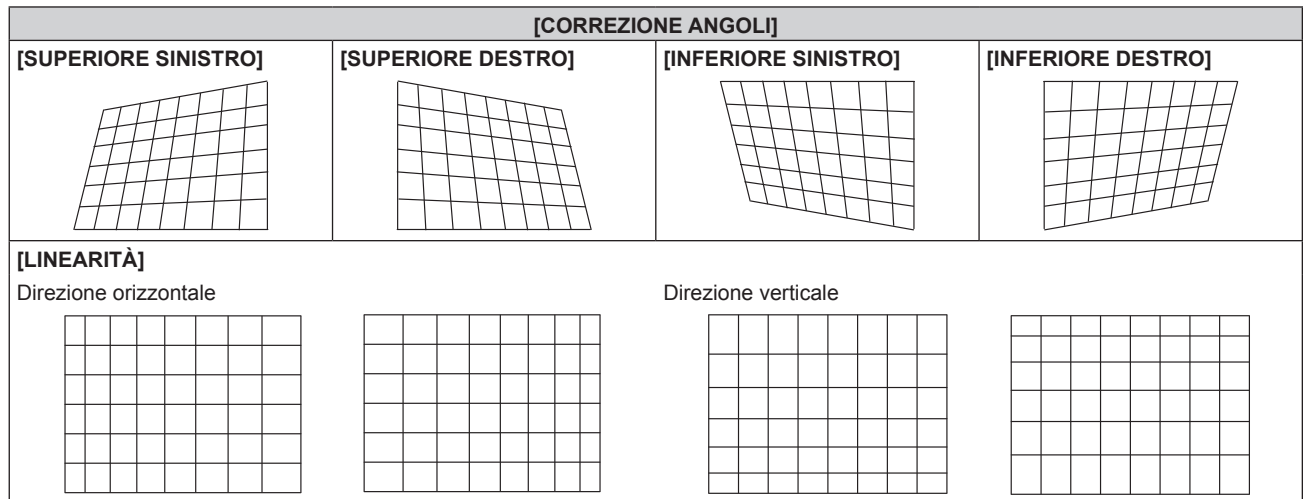 [CORREZIONE ANGOLI]
[SUPERIORE SINISTRO] [SUPERIORE DESTRO] [INFERIORE SINISTRO] [INFERIORE DESTRO]
[LINEARITÀ]
Direzione orizzontale Direzione verticale